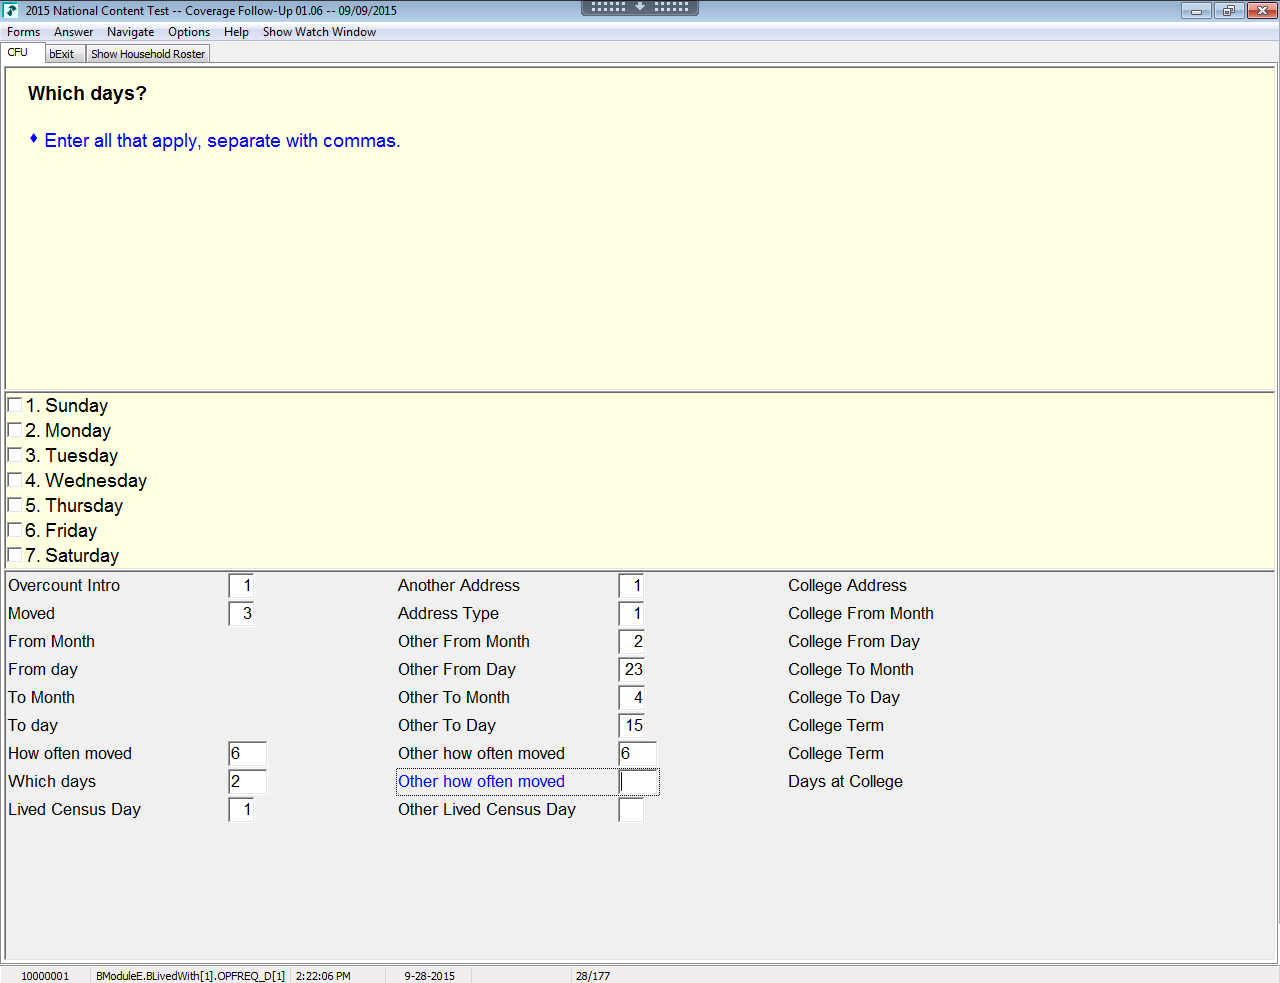 2015 National Content Test -- Coverage Follow-Up 01.06 -- 09/09/2015
Forms Answer Navigate Options Help Show Watch Window
CFU bExit Show Household Roster
Which days?
Enter all that apply, separate with commas.
1. Sunday
2. Monday
3. Tuesday
4. Wednesday
5. Thursday
6. Friday
7. Saturday
Overcount Intro 1 Another Address 1 College Address
Moved 3 Address Type 1 College From Month
From Month Other From Month 2 College From Day
From day Other From Day 23 College To Month
To Month Other To Month 4 College To Day
To day Other To Day 15 College Term
How often moved 6 Other how often moved 6 College Term
Which days 2 Other how often moved Days at College
Lived Census Day 1 Other Lived Census Day
10000001 BModuleE.BLivedWith[1].OPFREQ_D[1] 2:22:06 PM 9-28-2015 28/177